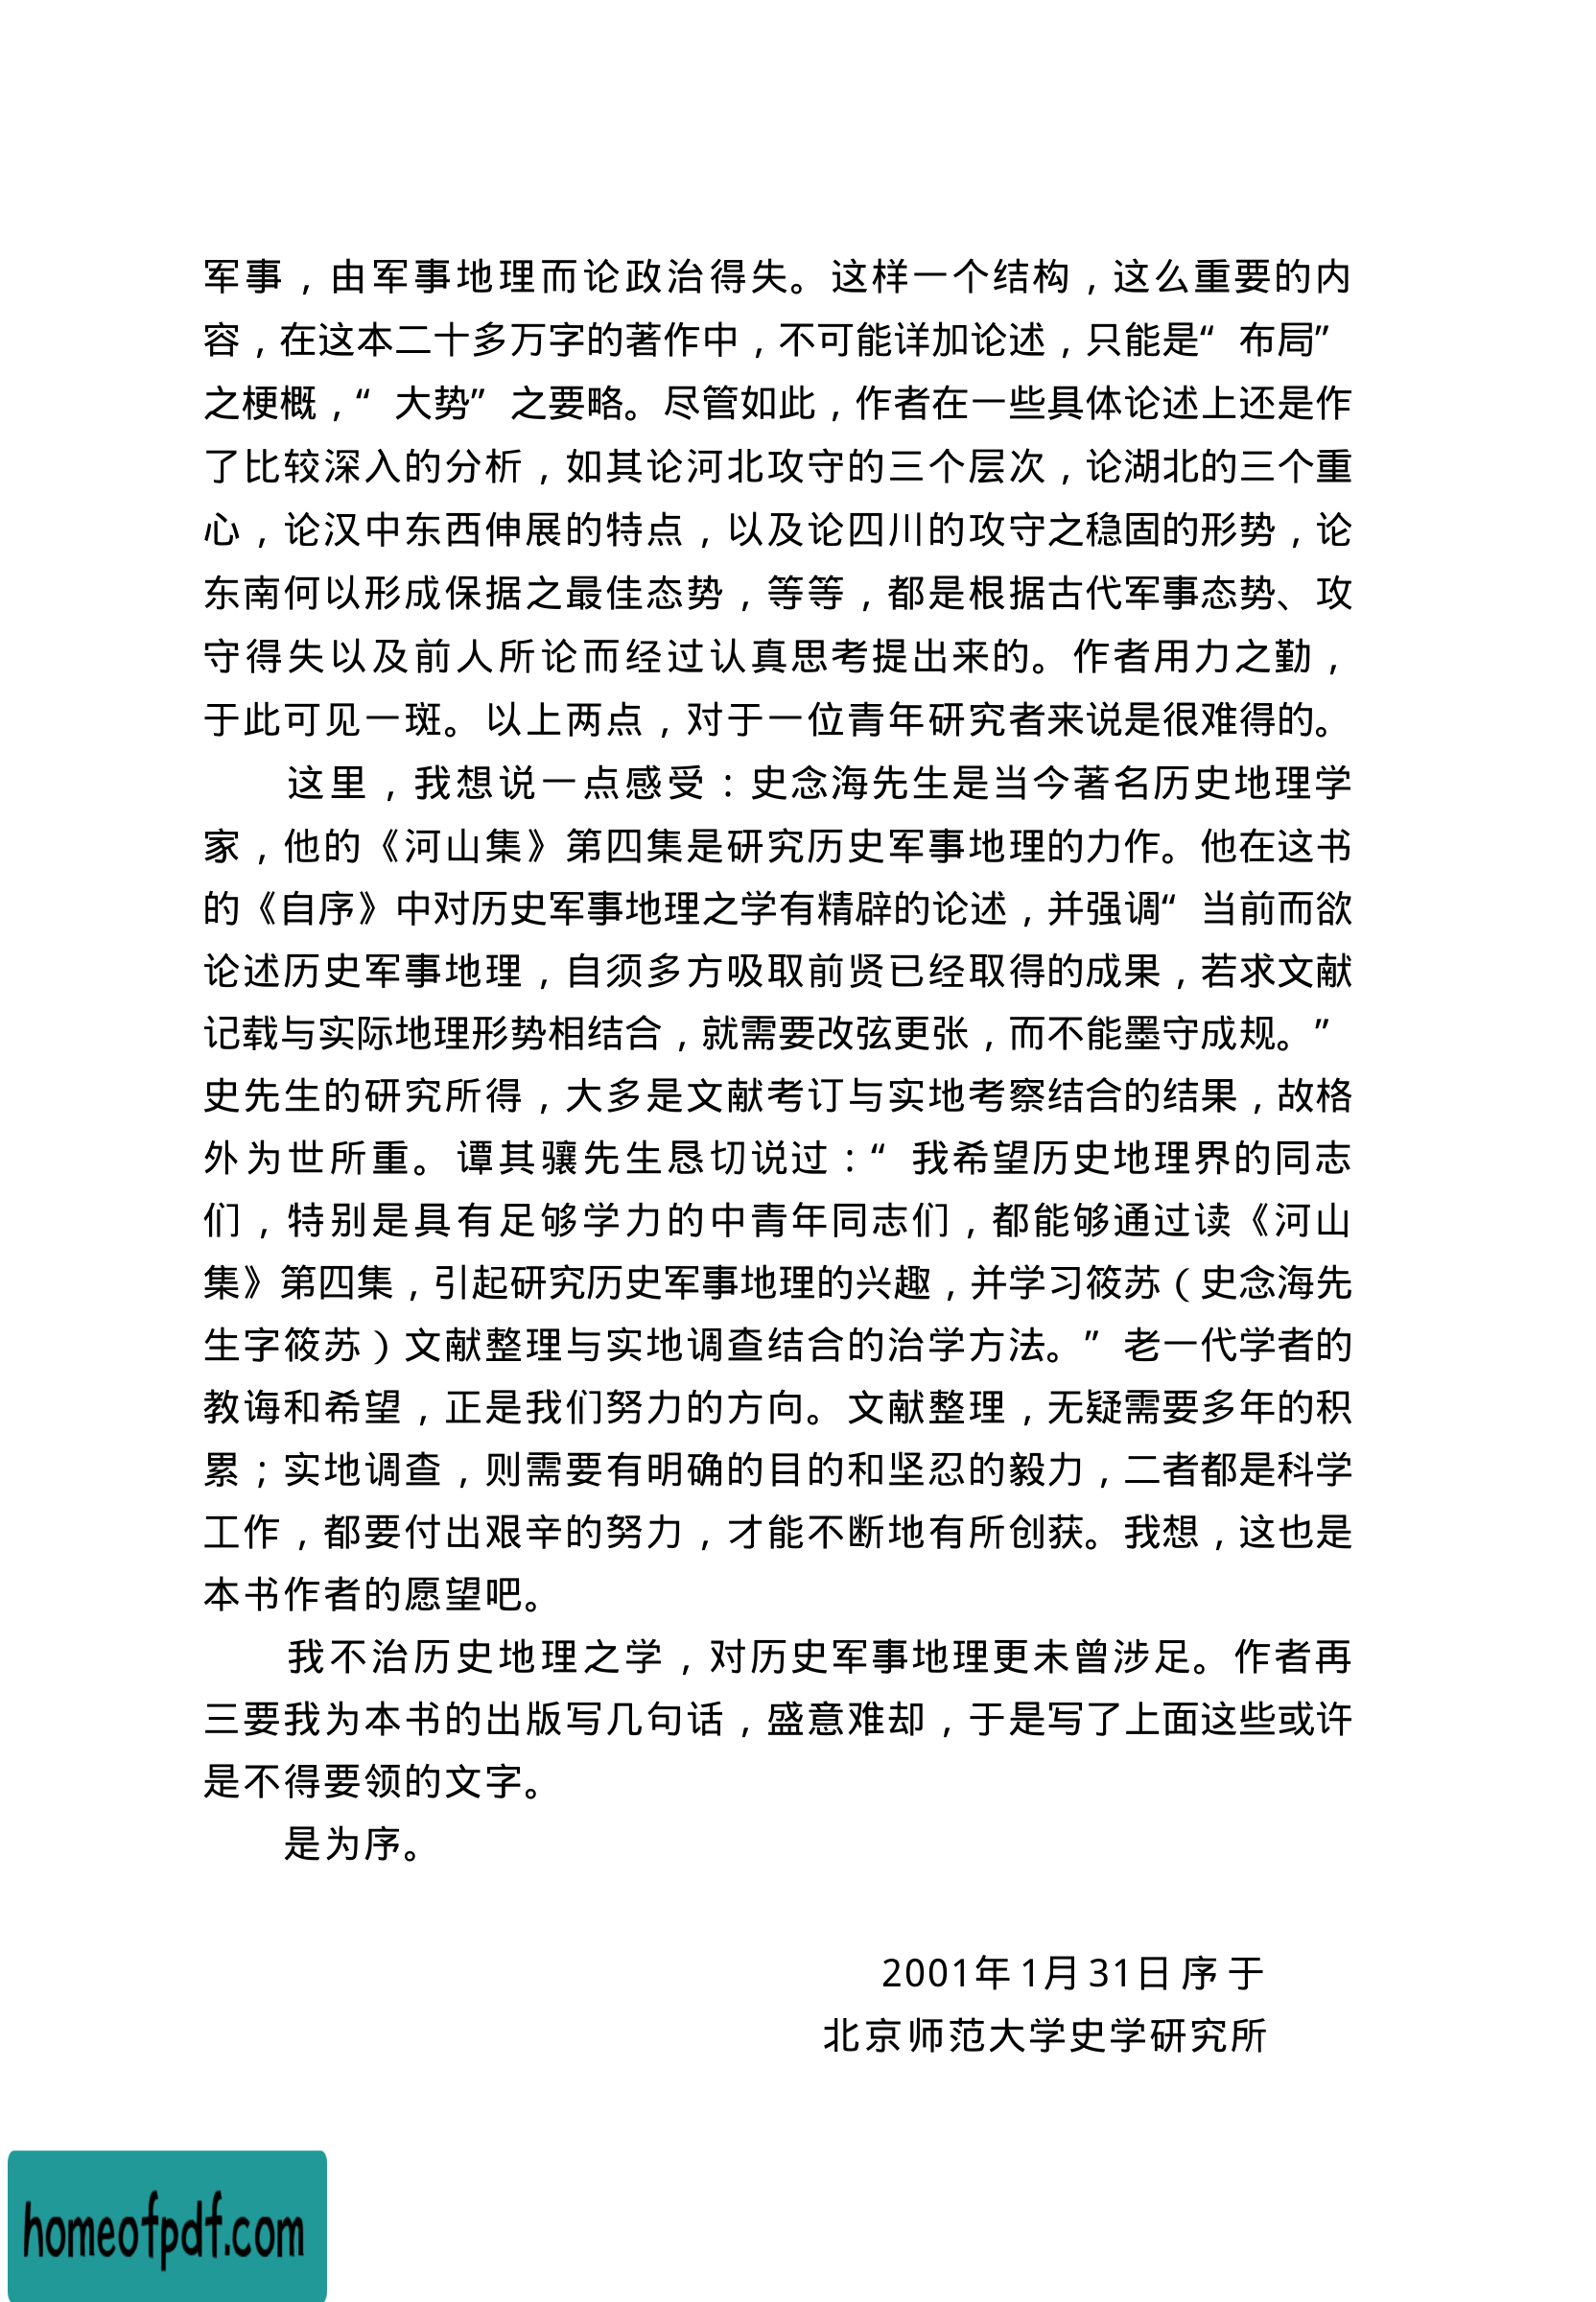 军事，由军事地理而论政治得失。这样一个结构，这么重要的内
容，在这本二十多万字的著作中，不可能详加论述，只能是“布局”
之梗概，“大势”之要略。尽管如此，作者在一些具体论述上还是作
了比较深入的分析，如其论河北攻守的三个层次，论湖北的三个重
心，论汉中东西伸展的特点，以及论四川的攻守之稳固的形势，论
东南何以形成保据之最佳态势，等等，都是根据古代军事态势、攻
守得失以及前人所论而经过认真思考提出来的。作者用力之勤，
于此可见一斑。以上两点，对于一位青年研究者来说是很难得的。
这里，我想说一点感受：史念海先生是当今著名历史地理学
家，他的《河山集》第四集是研究历史军事地理的力作。他在这书
的《自序》中对历史军事地理之学有精辟的论述，并强调“当前而欲
论述历史军事地理，自须多方吸取前贤已经取得的成果，若求文献
记载与实际地理形势相结合，就需要改弦更张，而不能墨守成规。”
史先生的研究所得，大多是文献考订与实地考察结合的结果，故格
外为世所重。谭其骧先生恳切说过：“我希望历史地理界的同志
们，特别是具有足够学力的中青年同志们，都能够通过读《河山
集》第四集，引起研究历史军事地理的兴趣，并学习筱苏（史念海先
生字筱苏）文献整理与实地调查结合的治学方法。”老一代学者的
教诲和希望，正是我们努力的方向。文献整理，无疑需要多年的积
累；实地调查，则需要有明确的目的和坚忍的毅力，二者都是科学
工作，都要付出艰辛的努力，才能不断地有所创获。我想，这也是
本书作者的愿望吧。
我不治历史地理之学，对历史军事地理更未曾涉足。作者再
三要我为本书的出版写几句话，盛意难却，于是写了上面这些或许
是不得要领的文字。
是为序。
2001年1月31日序于
北京师范大学史学研究所
homeofpdf.com